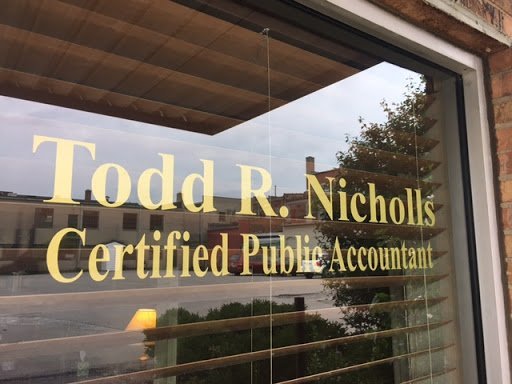 Todd R. Nicholls
Certified Public Accountant